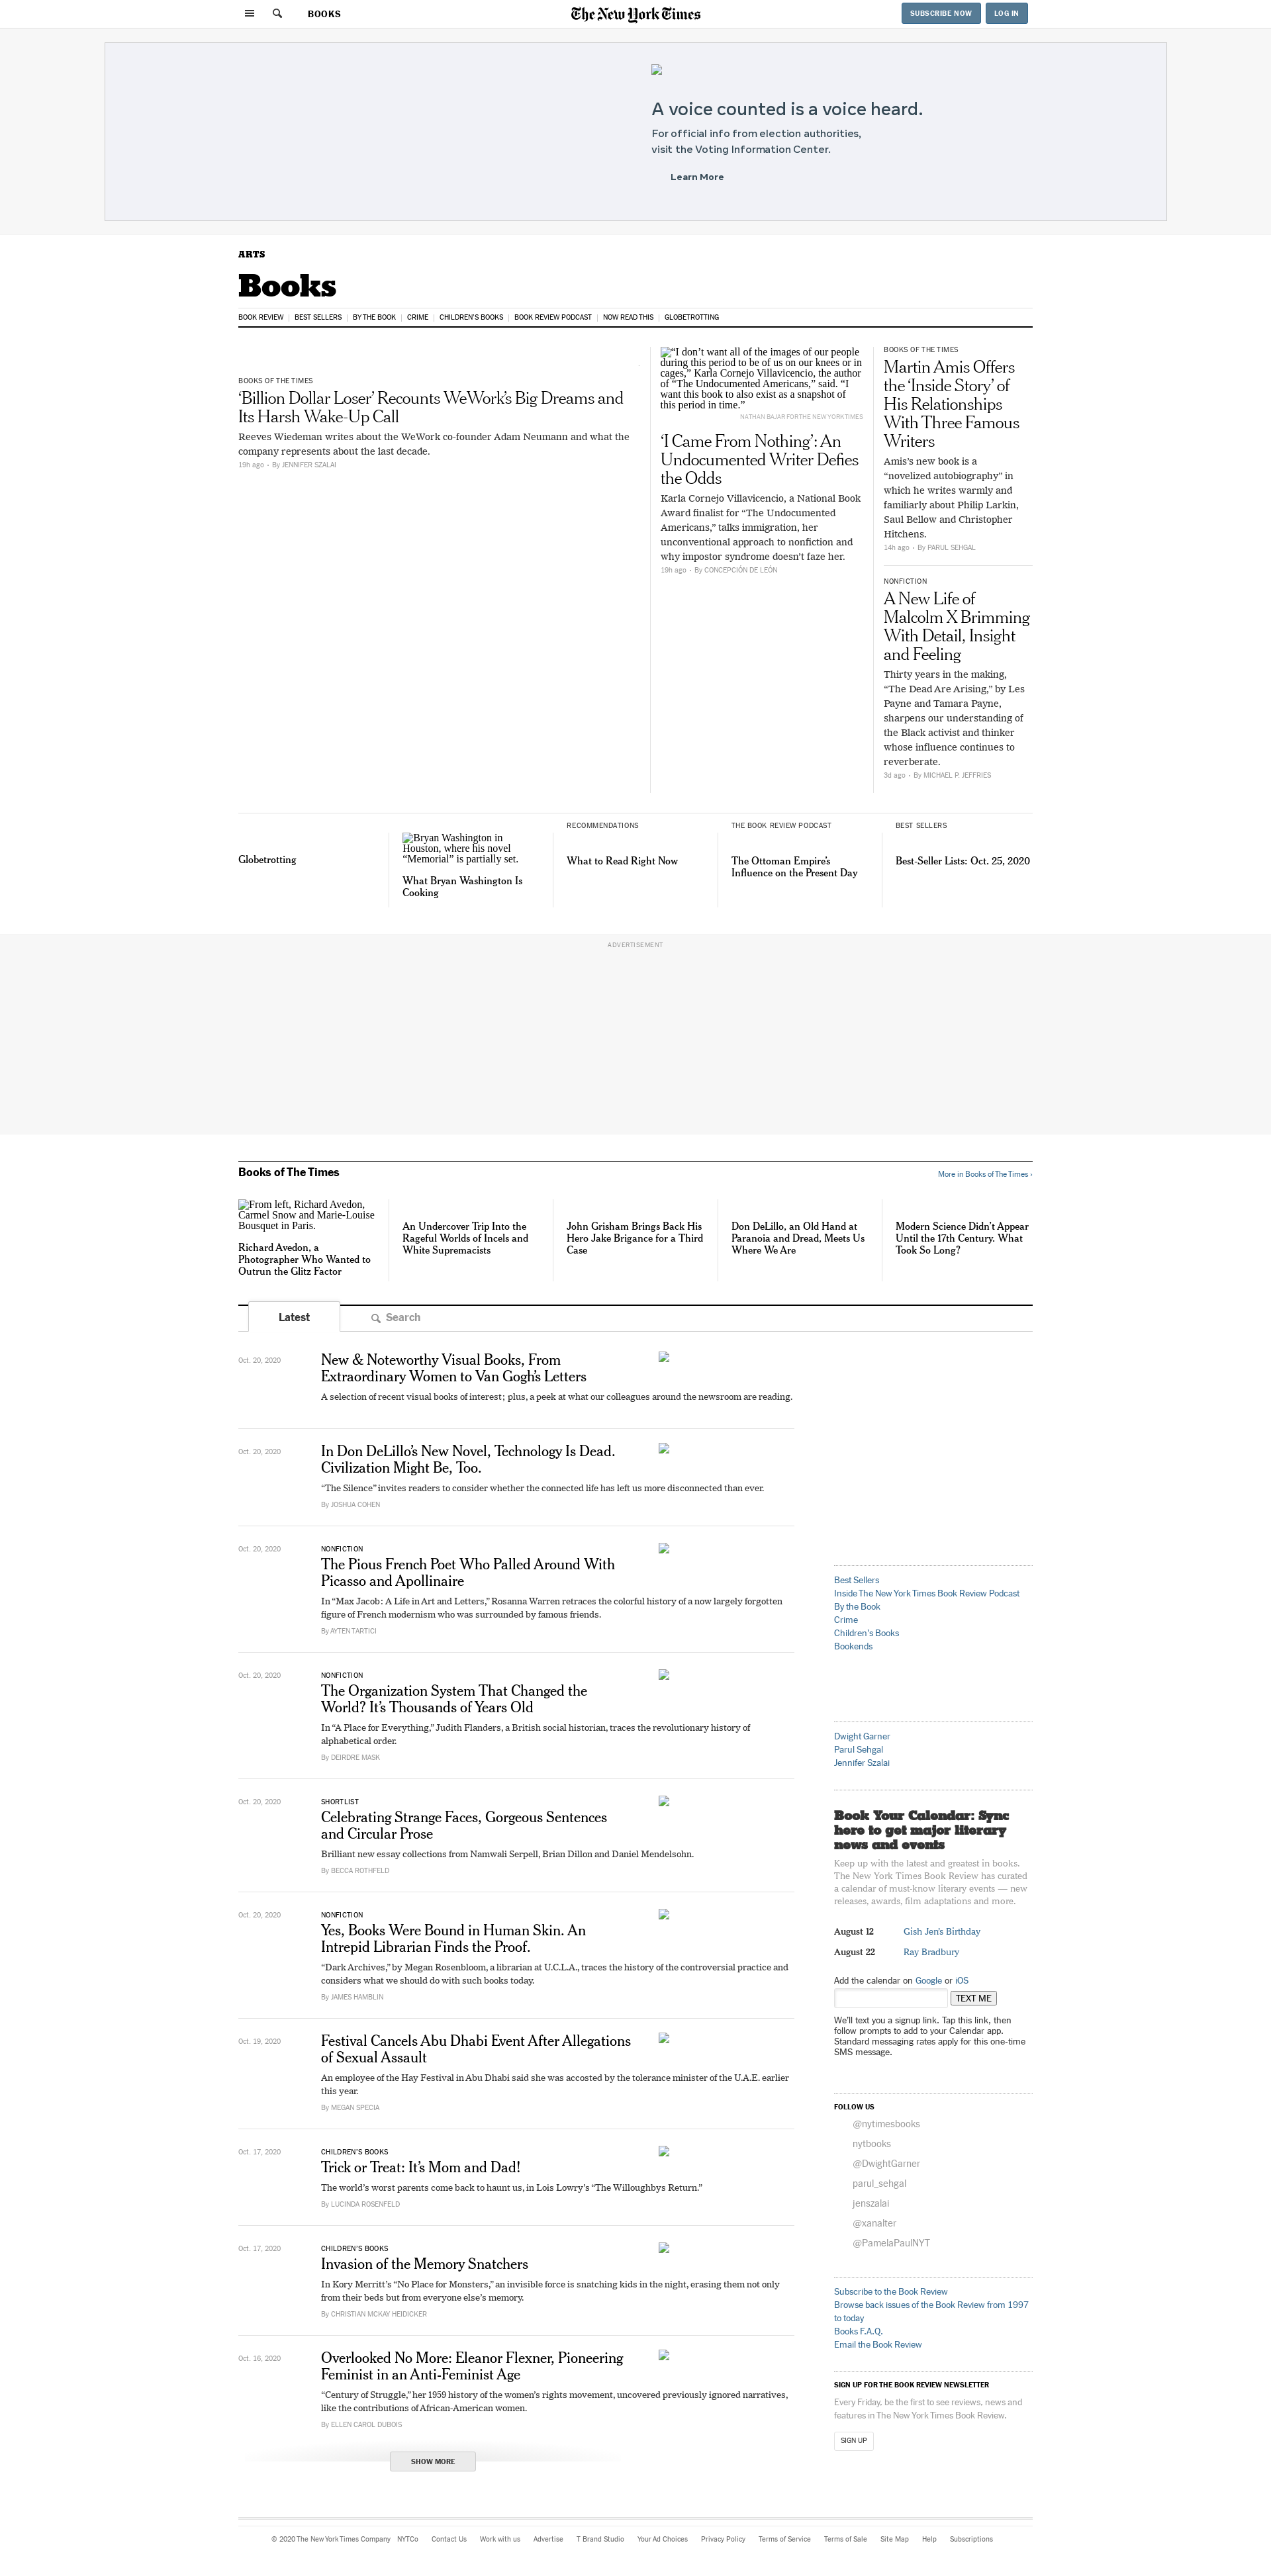 BOOKS
The New York Times
SUBSCRIBE NOW
LOG IN
A voice counted is a voice heard.
For official info from election authorities,
visit the Voting Information Center.
Learn More
ARTS
Books
BOOK REVIEW | BEST SELLERS | BY THE BOOK | CRIME | CHILDREN'S BOOKS | BOOK REVIEW PODCAST | NOW READ THIS | GLOBETROTTING
BOOKS OF THE TIMES
‘Billion Dollar Loser’ Recounts WeWork’s Big Dreams and
Its Harsh Wake-Up Call
Reeves Wiedeman writes about the WeWork co-founder Adam Neumann and what the
company represents about the last decade.
19h ago • By JENNIFER SZALAI
“I don’t want all of the images of our people
during this period to be of us on our knees or in
cages,” Karla Cornejo Villavicencio, the author
of “The Undocumented Americans,” said. “I
want this book to also exist as a snapshot of
this period in time.”
NATHAN BAJAR FOR THE NEW YORK TIMES
‘I Came From Nothing’: An
Undocumented Writer Defies
the Odds
Karla Cornejo Villavicencio, a National Book
Award finalist for “The Undocumented
Americans,” talks immigration, her
unconventional approach to nonfiction and
why impostor syndrome doesn’t faze her.
19h ago • By CONCEPCIÓN DE LEÓN
BOOKS OF THE TIMES
Martin Amis Offers
the ‘Inside Story’ of
His Relationships
With Three Famous
Writers
Amis’s new book is a
“novelized autobiography” in
which he writes warmly and
familiarly about Philip Larkin,
Saul Bellow and Christopher
Hitchens.
14h ago • By PARUL SEHGAL
NONFICTION
A New Life of
Malcolm X Brimming
With Detail, Insight
and Feeling
Thirty years in the making,
“The Dead Are Arising,” by Les
Payne and Tamara Payne,
sharpens our understanding of
the Black activist and thinker
whose influence continues to
reverberate.
3d ago • By MICHAEL P. JEFFRIES
Globetrotting
Bryan Washington in
Houston, where his novel
“Memorial” is partially set.
What Bryan Washington Is
Cooking
RECOMMENDATIONS
What to Read Right Now
THE BOOK REVIEW PODCAST
The Ottoman Empire’s
Influence on the Present Day
BEST SELLERS
Best-Seller Lists: Oct. 25, 2020
ADVERTISEMENT
Books of The Times
More in Books of The Times ›
From left, Richard Avedon,
Carmel Snow and Marie-Louise
Bousquet in Paris.
Richard Avedon, a
Photographer Who Wanted to
Outrun the Glitz Factor
An Undercover Trip Into the
Rageful Worlds of Incels and
White Supremacists
John Grisham Brings Back His
Hero Jake Brigance for a Third
Case
Don DeLillo, an Old Hand at
Paranoia and Dread, Meets Us
Where We Are
Modern Science Didn’t Appear
Until the 17th Century. What
Took So Long?
Latest
Search
Oct. 20, 2020
New & Noteworthy Visual Books, From
Extraordinary Women to Van Gogh’s Letters
A selection of recent visual books of interest; plus, a peek at what our colleagues around the newsroom are reading.
Oct. 20, 2020
In Don DeLillo’s New Novel, Technology Is Dead.
Civilization Might Be, Too.
“The Silence” invites readers to consider whether the connected life has left us more disconnected than ever.
By JOSHUA COHEN
Oct. 20, 2020
NONFICTION
The Pious French Poet Who Palled Around With
Picasso and Apollinaire
In “Max Jacob: A Life in Art and Letters,” Rosanna Warren retraces the colorful history of a now largely forgotten
figure of French modernism who was surrounded by famous friends.
By AYTEN TARTICI
Oct. 20, 2020
NONFICTION
The Organization System That Changed the
World? It’s Thousands of Years Old
In “A Place for Everything,” Judith Flanders, a British social historian, traces the revolutionary history of
alphabetical order.
By DEIRDRE MASK
Oct. 20, 2020
SHORTLIST
Celebrating Strange Faces, Gorgeous Sentences
and Circular Prose
Brilliant new essay collections from Namwali Serpell, Brian Dillon and Daniel Mendelsohn.
By BECCA ROTHFELD
Oct. 20, 2020
NONFICTION
Yes, Books Were Bound in Human Skin. An
Intrepid Librarian Finds the Proof.
“Dark Archives,” by Megan Rosenbloom, a librarian at U.C.L.A., traces the history of the controversial practice and
considers what we should do with such books today.
By JAMES HAMBLIN
Oct. 19, 2020
Festival Cancels Abu Dhabi Event After Allegations
of Sexual Assault
An employee of the Hay Festival in Abu Dhabi said she was accosted by the tolerance minister of the U.A.E. earlier
this year.
By MEGAN SPECIA
Oct. 17, 2020
CHILDREN’S BOOKS
Trick or Treat: It’s Mom and Dad!
The world’s worst parents come back to haunt us, in Lois Lowry’s “The Willoughbys Return.”
By LUCINDA ROSENFELD
Oct. 17, 2020
CHILDREN’S BOOKS
Invasion of the Memory Snatchers
In Kory Merritt’s “No Place for Monsters,” an invisible force is snatching kids in the night, erasing them not only
from their beds but from everyone else’s memory.
By CHRISTIAN MCKAY HEIDICKER
Oct. 16, 2020
Overlooked No More: Eleanor Flexner, Pioneering
Feminist in an Anti-Feminist Age
“Century of Struggle,” her 1959 history of the women’s rights movement, uncovered previously ignored narratives,
like the contributions of African-American women.
By ELLEN CAROL DUBOIS
SHOW MORE
Best Sellers
Inside The New York Times Book Review Podcast
By the Book
Crime
Children’s Books
Bookends
Dwight Garner
Parul Sehgal
Jennifer Szalai
Book Your Calendar: Sync
here to get major literary
news and events
Keep up with the latest and greatest in books.
The New York Times Book Review has curated
a calendar of must-know literary events — new
releases, awards, film adaptations and more.
August 12 Gish Jen’s Birthday
August 22 Ray Bradbury
Add the calendar on Google or iOS
TEXT ME
We’ll text you a signup link. Tap this link, then
follow prompts to add to your Calendar app.
Standard messaging rates apply for this one-time
SMS message.
FOLLOW US
@nytimesbooks
nytbooks
@DwightGarner
parul_sehgal
jenszalai
@xanalter
@PamelaPaulNYT
Subscribe to the Book Review
Browse back issues of the Book Review from 1997
to today
Books F.A.Q.
Email the Book Review
SIGN UP FOR THE BOOK REVIEW NEWSLETTER
Every Friday, be the first to see reviews, news and
features in The New York Times Book Review.
SIGN UP
© 2020 The New York Times Company NYTCo Contact Us Work with us Advertise T Brand Studio Your Ad Choices Privacy Policy Terms of Service Terms of Sale Site Map Help Subscriptions